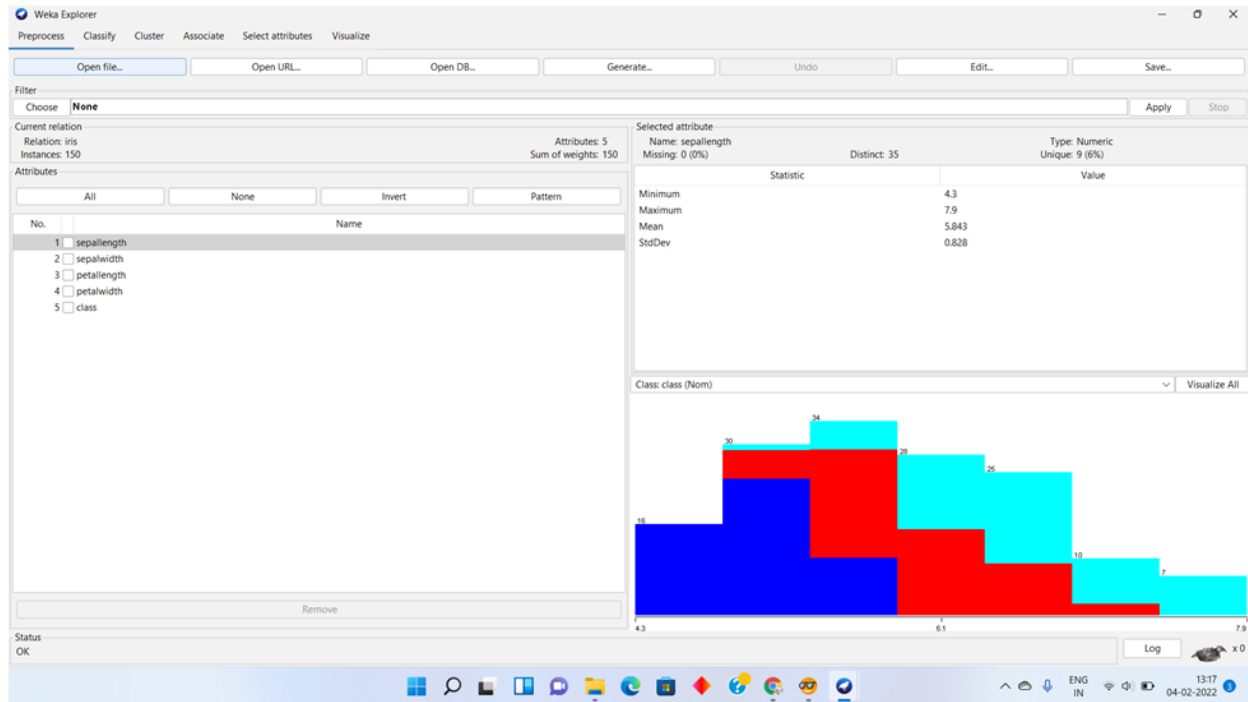 Weka Explorer
Preprocess Classify Cluster Associate Select attributes Visualize
Open file... Open URL... Open DB... Generate... Undo Edit... Save...
Filter
Choose None Apply Stop
Current relation
Relation: iris Attributes: 5
Instances: 150 Sum of weights: 150
Selected attribute
Name: sepallength Type: Numeric
Missing: 0 (0%) Distinct: 35 Unique: 9 (6%)
Attributes
All None Invert Pattern
No. Name
1 sepallength
2 sepalwidth
3 petallength
4 petalwidth
5 class
Remove
Statistic Value
Minimum 4.3
Maximum 7.9
Mean 5.843
StdDev 0.828
Class: class (Nom) Visualize All
16 30 34 28 25 10 7
4.3 6.1 7.9
Status
OK Log x 0
ENG
IN
13:17
04-02-2022
3